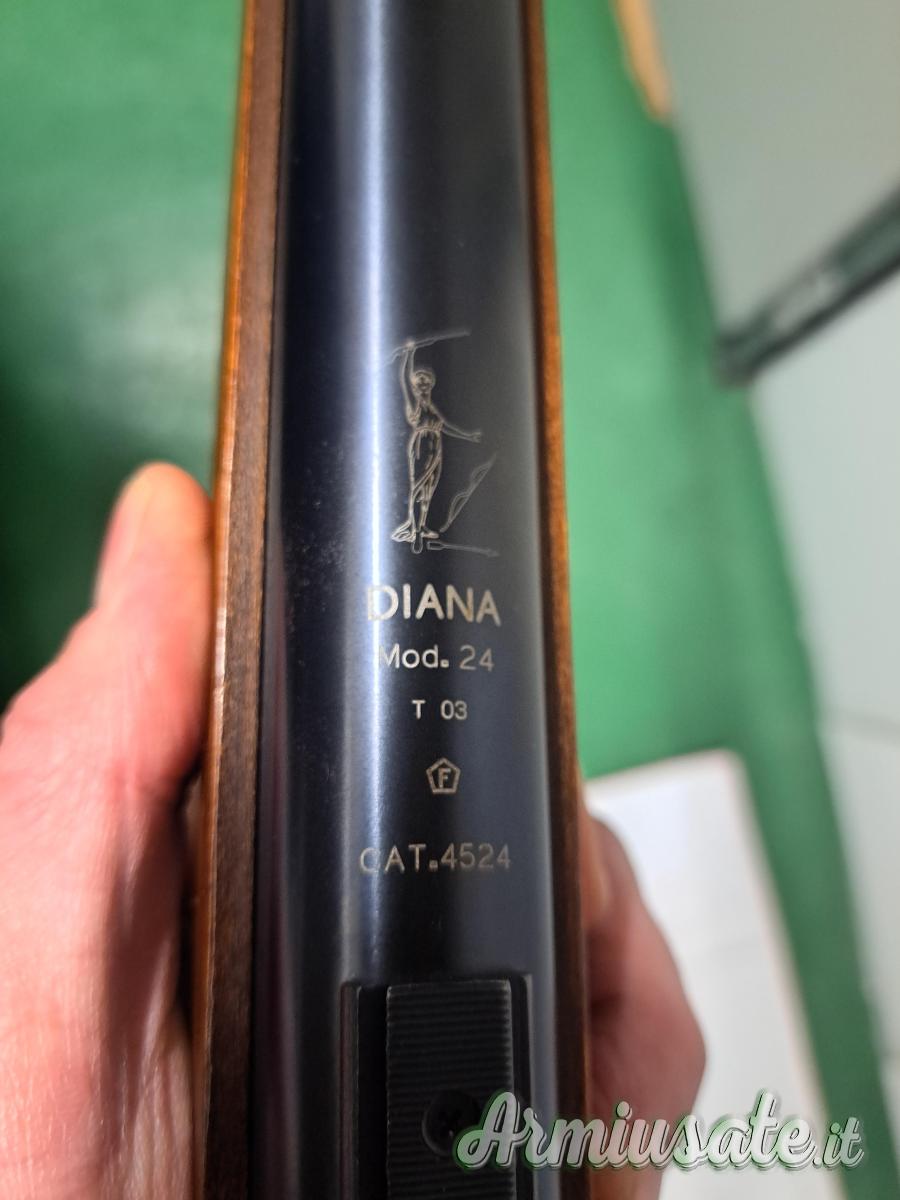 DIANA
Mod. 24
T 03
F
CAT.4524
Armiusate.it